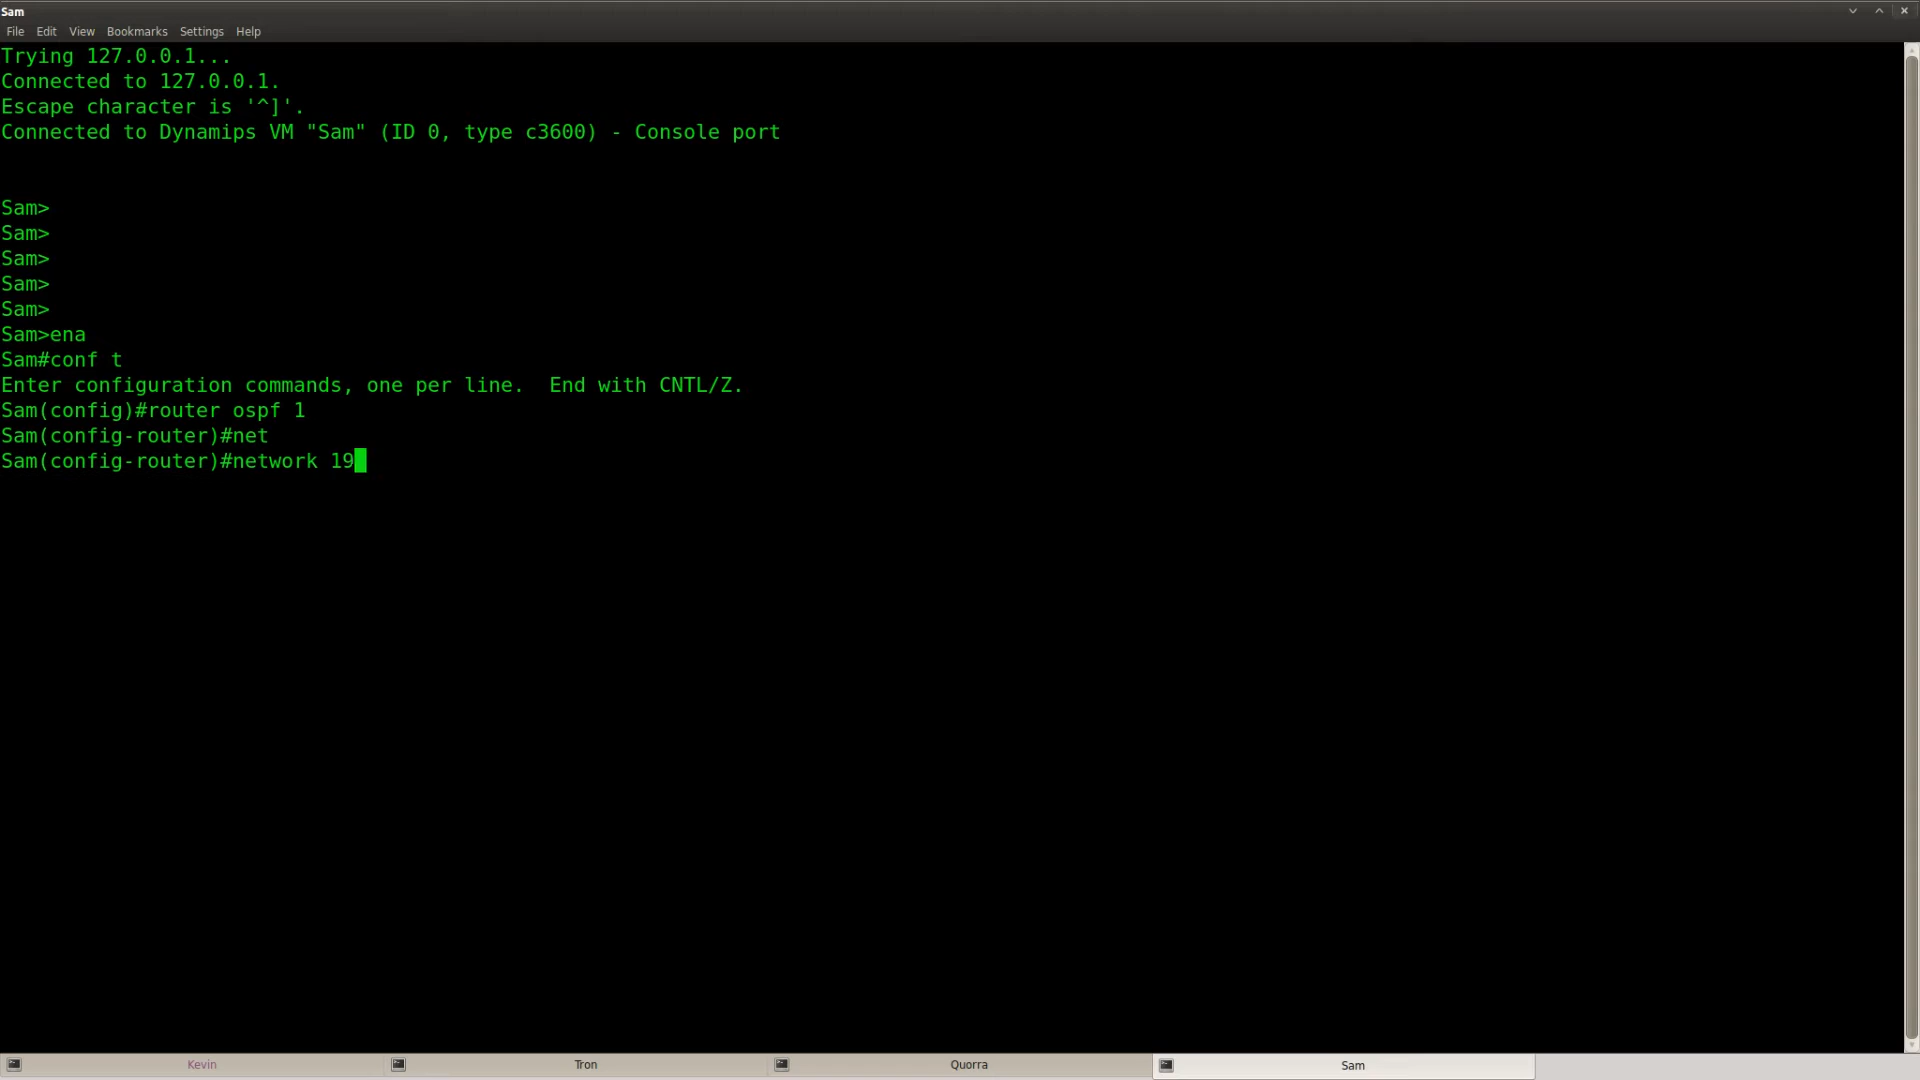 Sam
File Edit View Bookmarks Settings Help
Trying 127.0.0.1...
Connected to 127.0.0.1.
Escape character is '^]'.
Connected to Dynamips VM "Sam" (ID 0, type c3600) - Console port
Sam>
Sam>
Sam>
Sam>
Sam>
Sam>ena
Sam#conf t
Enter configuration commands, one per line.  End with CNTL/Z.
Sam(config)#router ospf 1
Sam(config-router)#net
Sam(config-router)#network 19
Kevin Tron Quorra Sam